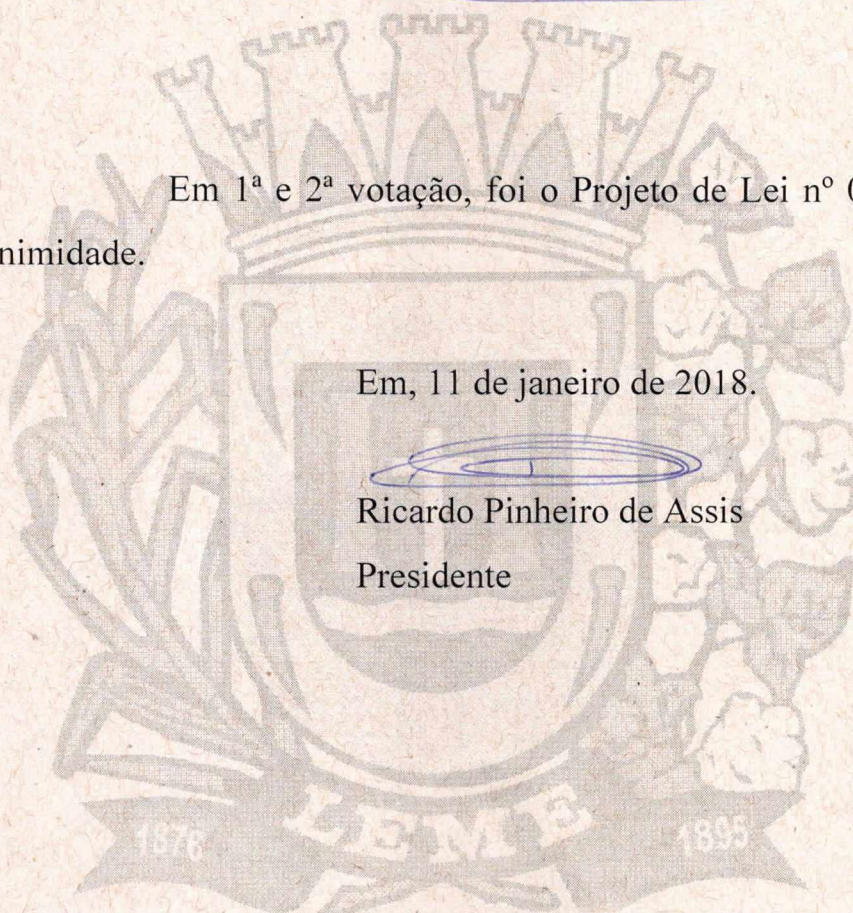 Em 1ª e 2ª votação, foi o Projeto de Lei nº
nimidade.
Em, 11 de janeiro de 2018.
Ricardo Pinheiro de Assis
Presidente
1876 LEME 1895